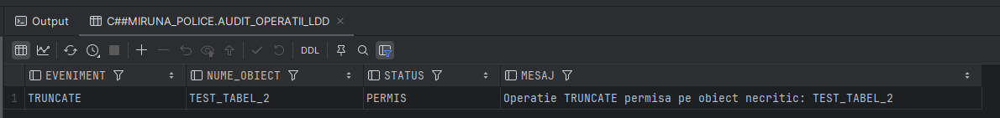 Output C##MIRUNA_POLICE.AUDIT_OPERATII_LDD ×
DDL
EVENIMENT NUME_OBIECT STATUS MESAJ
1 TRUNCATE TEST_TABEL_2 PERMIS Operatie TRUNCATE permisa pe obiect necritic: TEST_TABEL_2